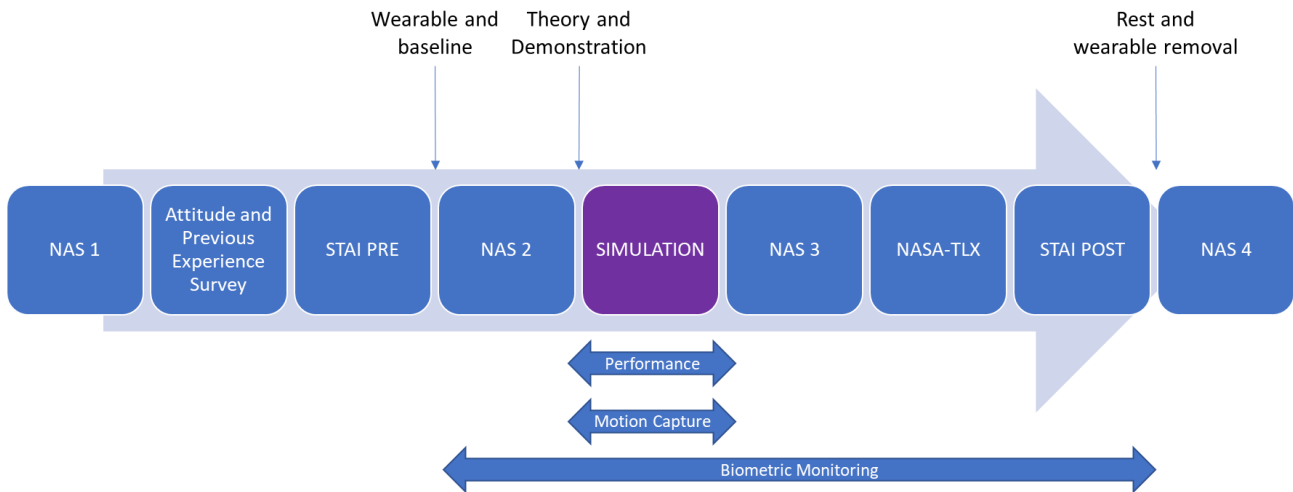 Wearable and
baseline
Theory and
Demonstration
Rest and
wearable removal
NAS 1
Attitude and
Previous
Experience
Survey
STAI PRE
NAS 2
SIMULATION
NAS 3
NASA-TLX
STAI POST
NAS 4
Performance
Motion Capture
Biometric Monitoring